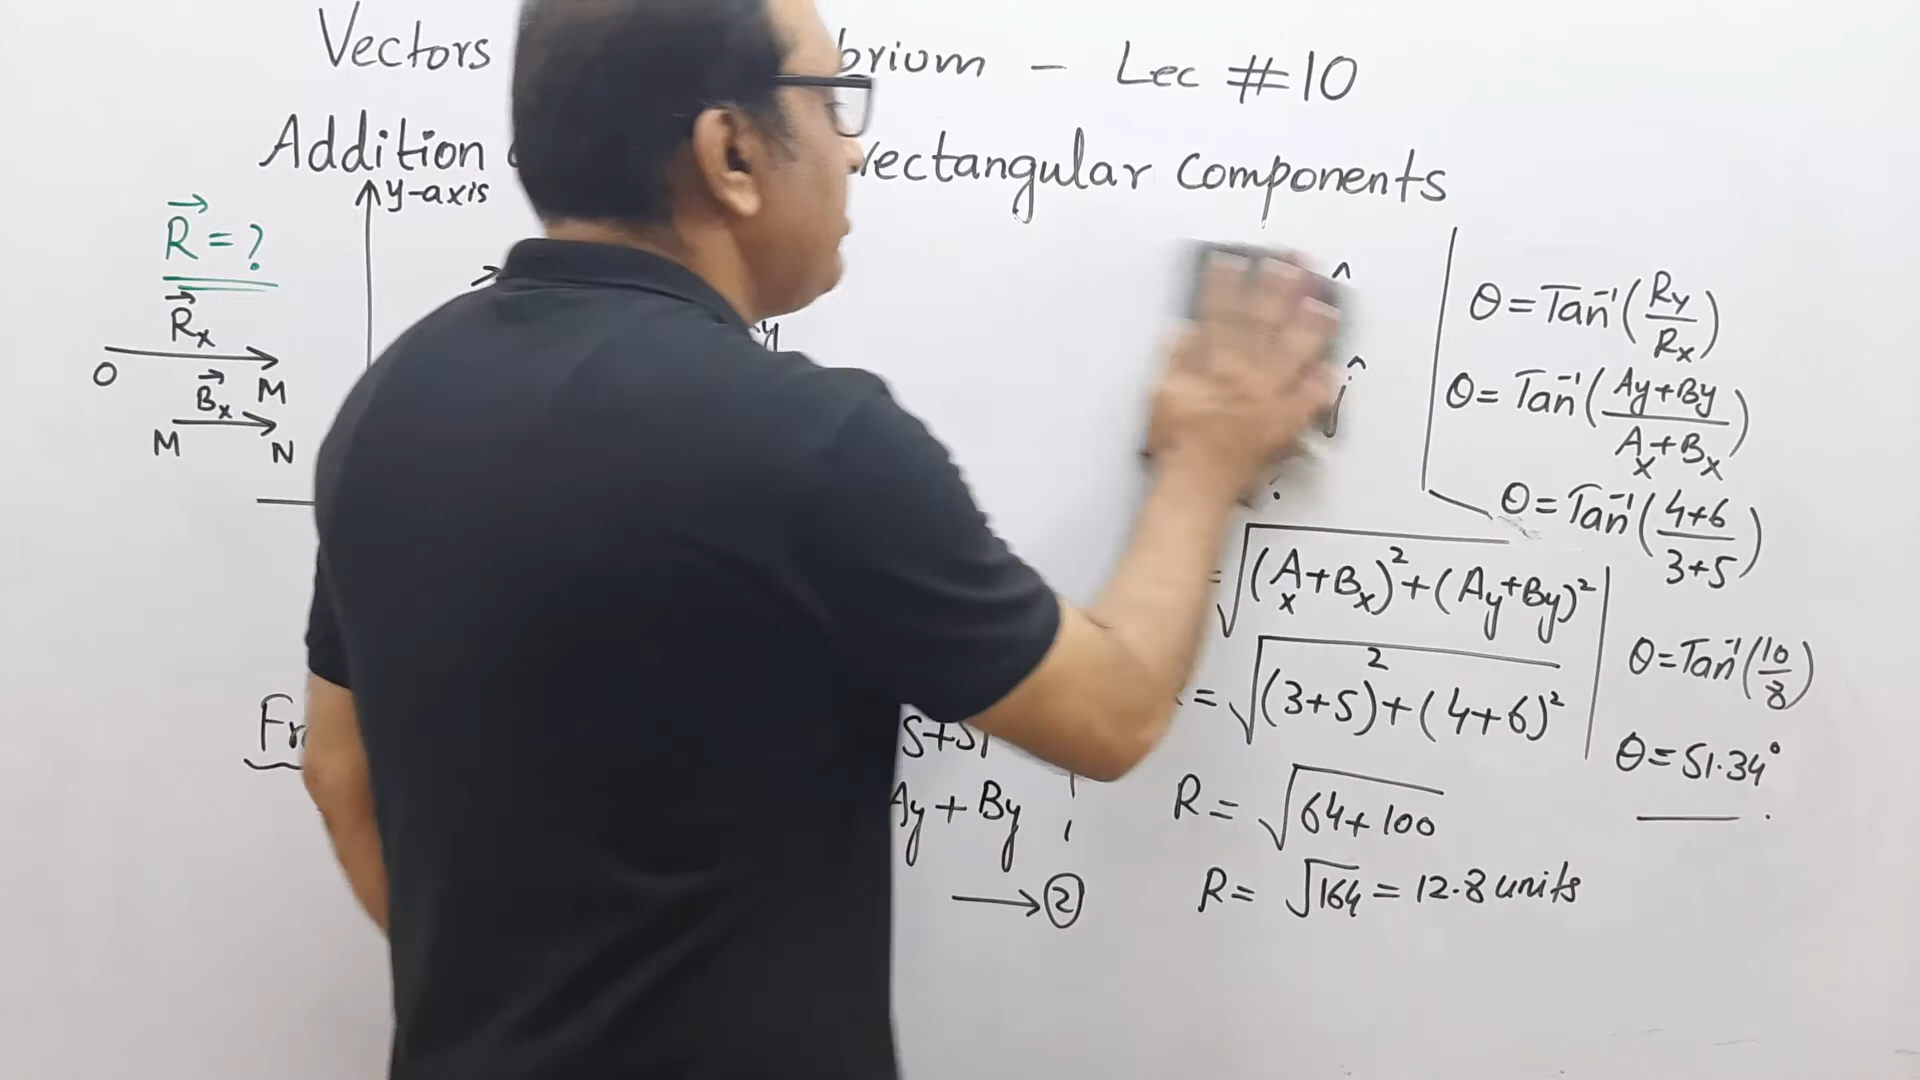 Vectors brium - Lec #10
Addition rectangular components
y-axis
R = ?
Rx
O M
Bx
M N
y
^
ĵ
θ = Tan⁻¹(Ry/Rx)
θ = Tan⁻¹(Ay+By/Ax+Bx)
θ = Tan⁻¹(4+6/3+5)
= √(Ax+Bx)²+(Ay+By)²
= √(3+5)²+(4+6)²
θ = Tan⁻¹(10/8)
θ = 51.34°
Fr
Ay + By
→ ②
R = √64+100
R = √164 = 12.8 units